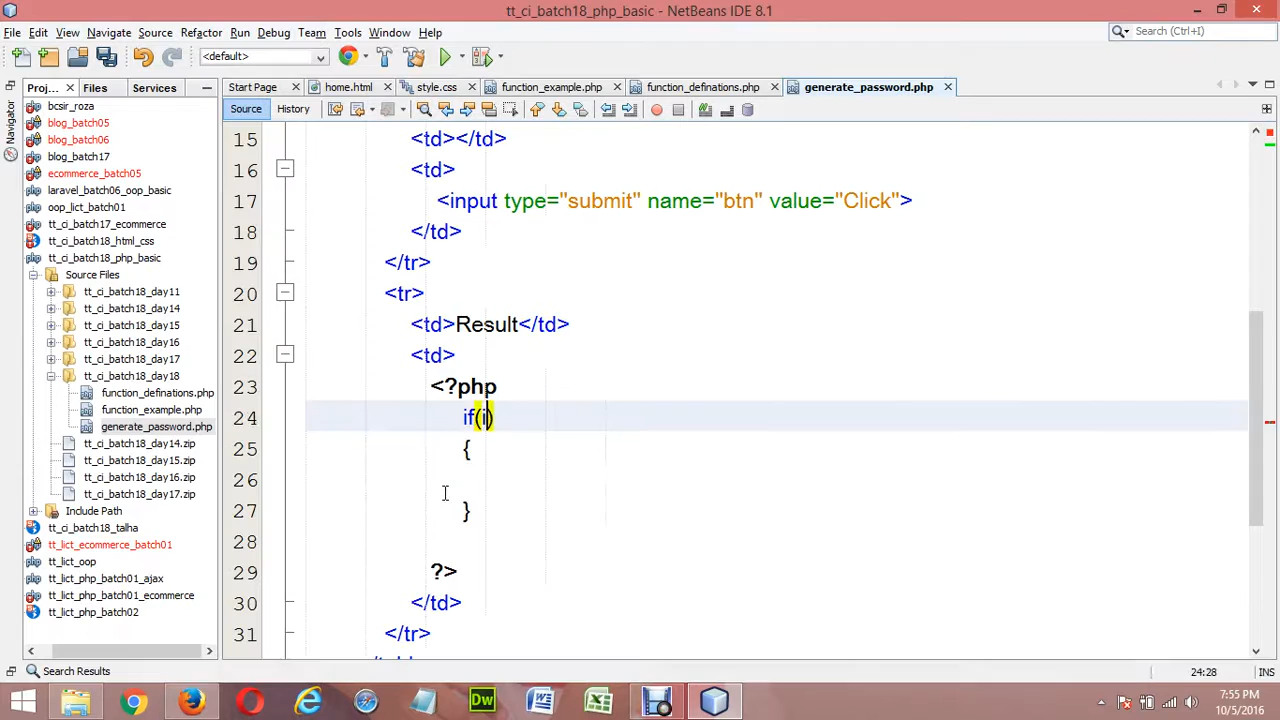 tt_ci_batch18_php_basic - NetBeans IDE 8.1
File Edit View Navigate Source Refactor Run Debug Team Tools Window Help
Search (Ctrl+I)
<default>
Proj... Files Services
Start Page home.html style.css function_example.php function_definations.php generate_password.php
Source History
Navigator
bcsir_roza
blog_batch05
blog_batch06
blog_batch17
ecommerce_batch05
laravel_batch06_oop_basic
oop_lict_batch01
tt_ci_batch17_ecommerce
tt_ci_batch18_html_css
tt_ci_batch18_php_basic
Source Files
tt_ci_batch18_day11
tt_ci_batch18_day14
tt_ci_batch18_day15
tt_ci_batch18_day16
tt_ci_batch18_day17
tt_ci_batch18_day18
function_definations.php
function_example.php
generate_password.php
tt_ci_batch18_day14.zip
tt_ci_batch18_day15.zip
tt_ci_batch18_day16.zip
tt_ci_batch18_day17.zip
Include Path
tt_ci_batch18_talha
tt_lict_ecommerce_batch01
tt_lict_oop
tt_lict_php_batch01_ajax
tt_lict_php_batch01_ecommerce
tt_lict_php_batch02
15 <td></td>
16 <td>
17 <input type="submit" name="btn" value="Click">
18 </td>
19 </tr>
20 <tr>
21 <td>Result</td>
22 <td>
23 <?php
24 if(i)
25 {
26
27 }
28
29 ?>
30 </td>
31 </tr>
Search Results
24:28 INS
7:55 PM
10/5/2016